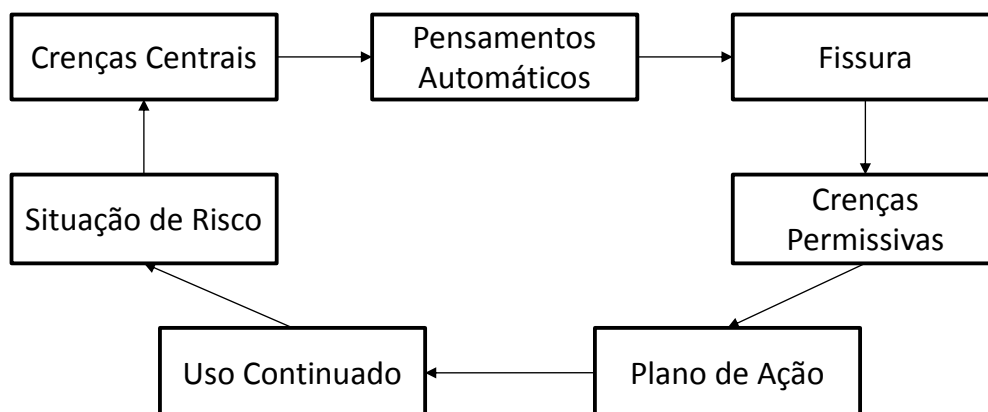 Crenças Centrais
Pensamentos
Automáticos
Fissura
Situação de Risco
Crenças
Permissivas
Uso Continuado
Plano de Ação